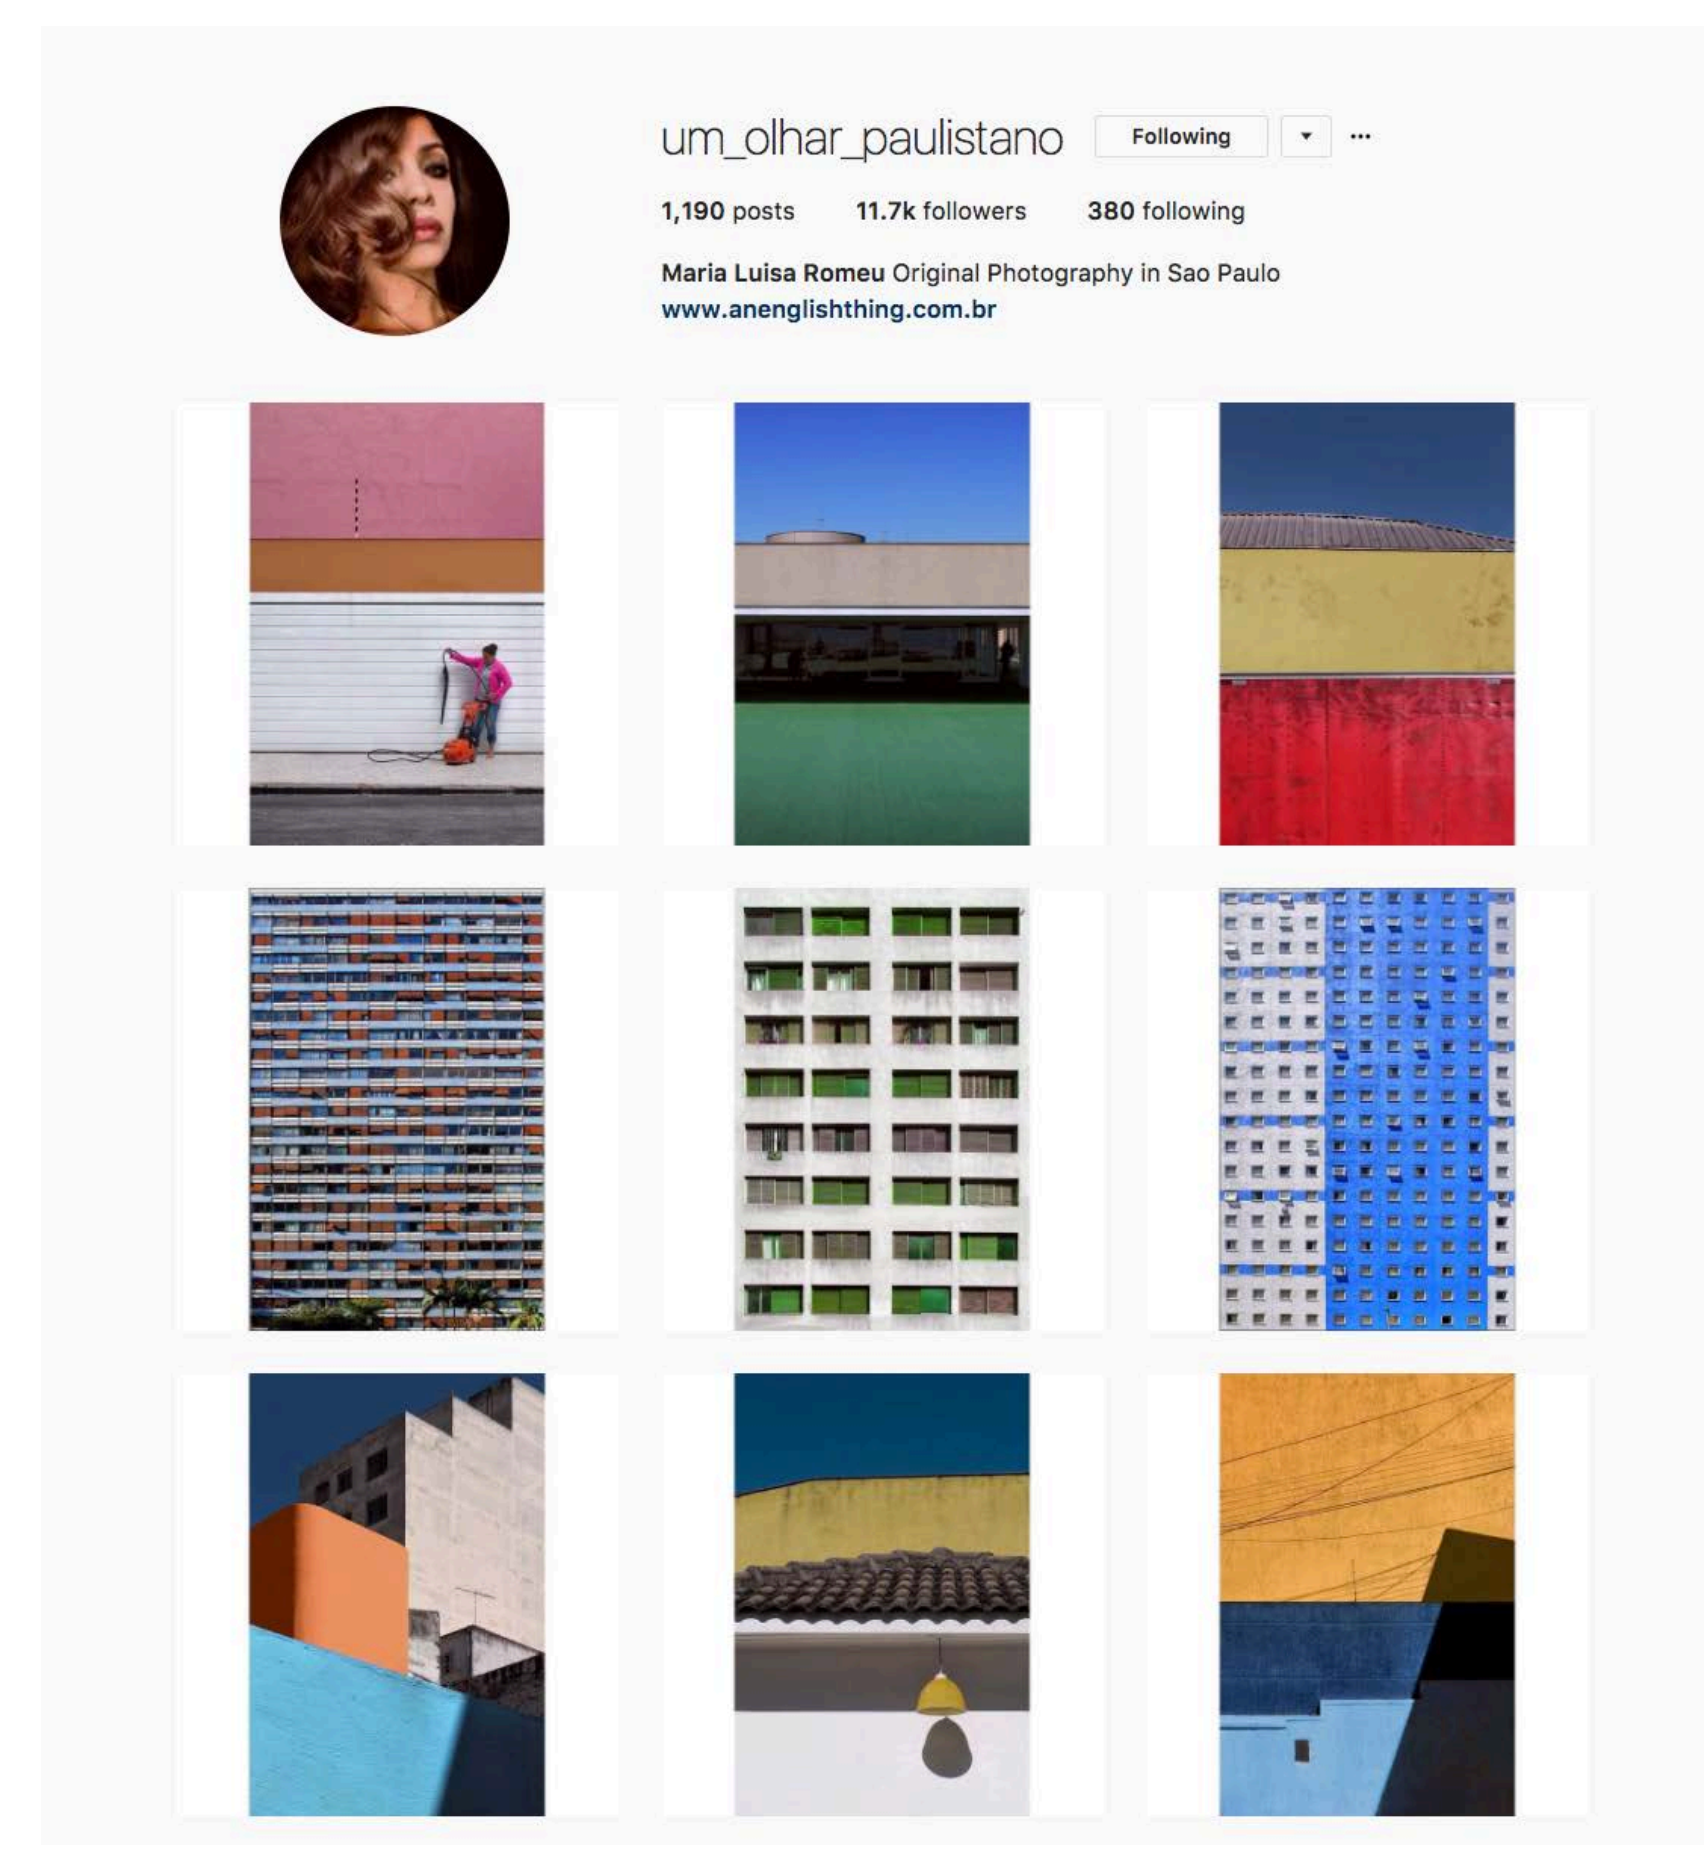 um_olhar_paulistano Following
1,190 posts 11.7k followers 380 following
Maria Luisa Romeu Original Photography in Sao Paulo
www.anenglishthing.com.br